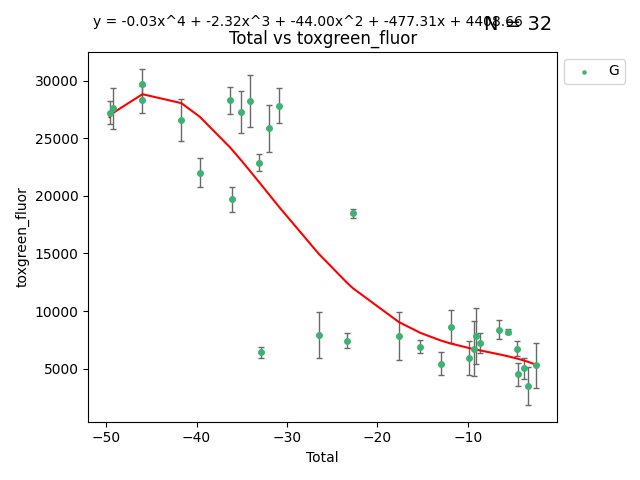 y = -0.03x^4 + -2.32x^3 + -44.00x^2 + -477.31x + 4408.66
N = 32
Total vs toxgreen_fluor
G
30000
25000
20000
15000
10000
5000
toxgreen_fluor
−50
−40
−30
−20
−10
Total